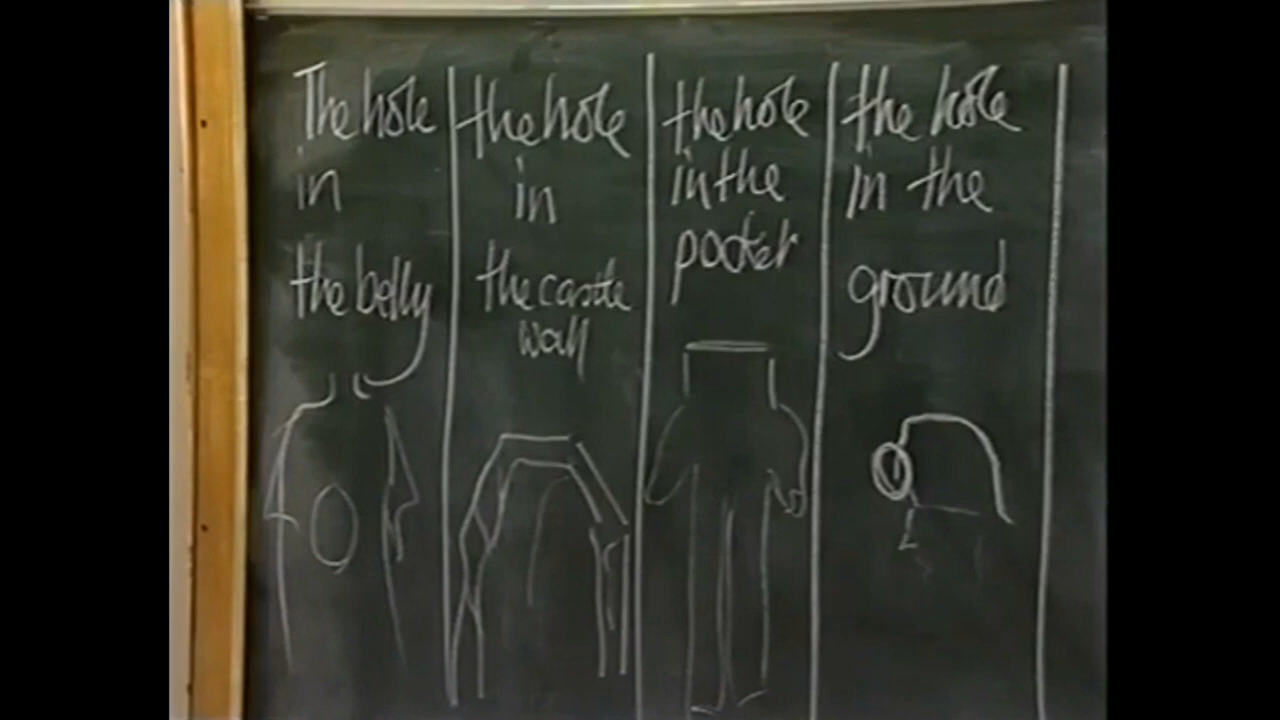 The hole
in
the belly
the hole
in
the castle
wall
the hole
in the
pocket
the hole
in the
ground